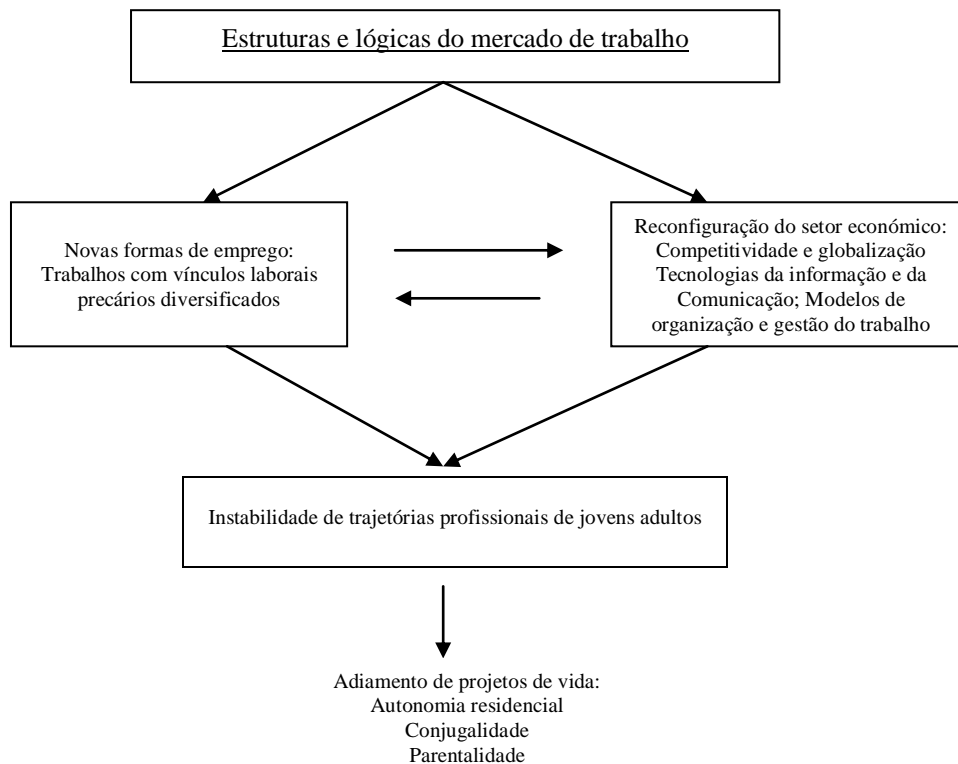 Estruturas e lógicas do mercado de trabalho
Novas formas de emprego:
Trabalhos com vínculos laborais
precários diversificados
Reconfiguração do setor económico:
Competitividade e globalização
Tecnologias da informação e da
Comunicação; Modelos de
organização e gestão do trabalho
Instabilidade de trajetórias profissionais de jovens adultos
Adiamento de projetos de vida:
Autonomia residencial
Conjugalidade
Parentalidade